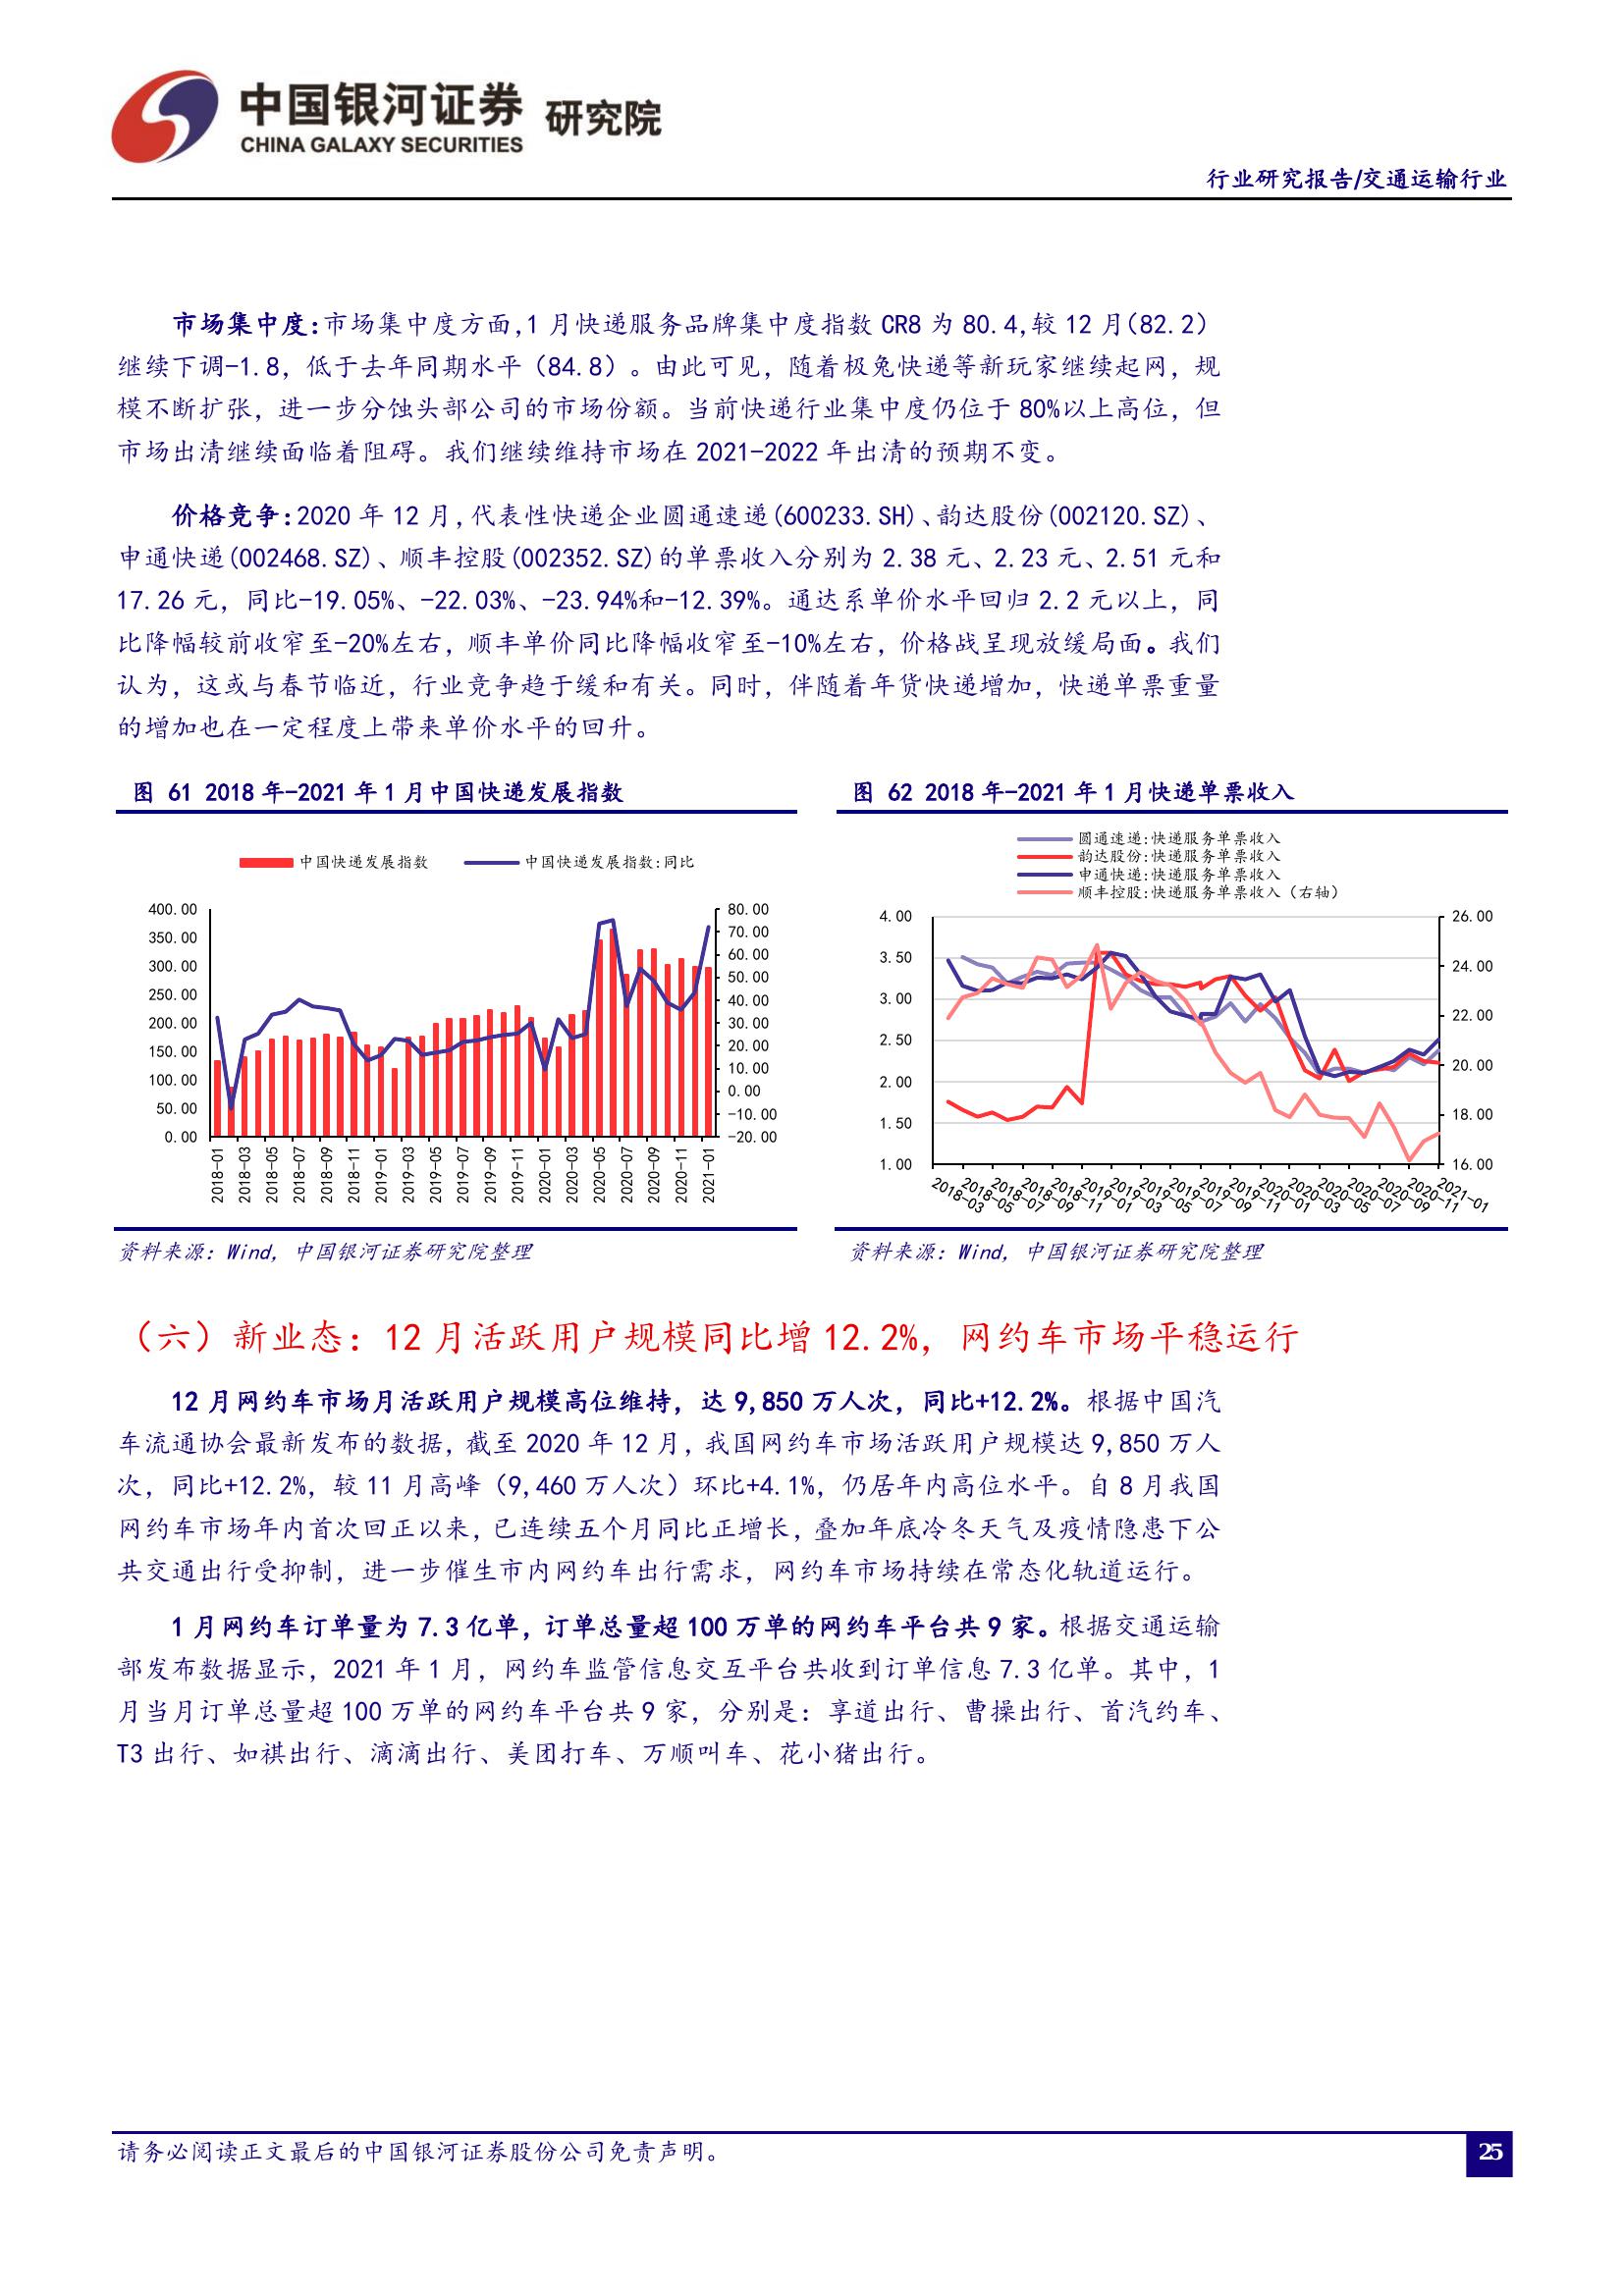 中国银河证券 研究院
CHINA GALAXY SECURITIES
行业研究报告/交通运输行业
市场集中度:市场集中度方面,1 月快递服务品牌集中度指数 CR8 为 80.4,较 12 月(82.2)
继续下调-1.8，低于去年同期水平（84.8）。由此可见，随着极兔快递等新玩家继续起网，规
模不断扩张，进一步分蚀头部公司的市场份额。当前快递行业集中度仍位于 80%以上高位，但
市场出清继续面临着阻碍。我们继续维持市场在 2021-2022 年出清的预期不变。
价格竞争:2020 年 12 月,代表性快递企业圆通速递(600233.SH)、韵达股份(002120.SZ)、
申通快递(002468.SZ)、顺丰控股(002352.SZ)的单票收入分别为 2.38 元、2.23 元、2.51 元和
17.26 元，同比-19.05%、-22.03%、-23.94%和-12.39%。通达系单价水平回归 2.2 元以上，同
比降幅较前收窄至-20%左右，顺丰单价同比降幅收窄至-10%左右，价格战呈现放缓局面。我们
认为，这或与春节临近，行业竞争趋于缓和有关。同时，伴随着年货快递增加，快递单票重量
的增加也在一定程度上带来单价水平的回升。
图 61 2018 年-2021 年 1 月中国快递发展指数
中国快递发展指数 中国快递发展指数:同比
400.00 80.00
350.00 70.00
300.00 60.00
250.00 50.00
200.00 40.00
150.00 30.00
100.00 20.00
50.00 10.00
0.00 0.00
-10.00
-20.00
2018-01 2018-03 2018-05 2018-07 2018-09 2018-11 2019-01 2019-03 2019-05 2019-07 2019-09 2019-11 2020-01 2020-03 2020-05 2020-07 2020-09 2020-11 2021-01
资料来源：Wind，中国银河证券研究院整理
图 62 2018 年-2021 年 1 月快递单票收入
圆通速递:快递服务单票收入
韵达股份:快递服务单票收入
申通快递:快递服务单票收入
顺丰控股:快递服务单票收入（右轴）
4.00 26.00
3.50 24.00
3.00 22.00
2.50 20.00
2.00 18.00
1.50 16.00
1.00
2018-03 2018-05 2018-07 2018-09 2018-11 2019-01 2019-03 2019-05 2019-07 2019-09 2019-11 2020-01 2020-03 2020-05 2020-07 2020-09 2020-11 2021-01
资料来源：Wind，中国银河证券研究院整理
（六）新业态：12 月活跃用户规模同比增 12.2%，网约车市场平稳运行
12 月网约车市场月活跃用户规模高位维持，达 9,850 万人次，同比+12.2%。根据中国汽
车流通协会最新发布的数据，截至 2020 年 12 月，我国网约车市场活跃用户规模达 9,850 万人
次，同比+12.2%，较 11 月高峰（9,460 万人次）环比+4.1%，仍居年内高位水平。自 8 月我国
网约车市场年内首次回正以来，已连续五个月同比正增长，叠加年底冷冬天气及疫情隐患下公
共交通出行受抑制，进一步催生市内网约车出行需求，网约车市场持续在常态化轨道运行。
1 月网约车订单量为 7.3 亿单，订单总量超 100 万单的网约车平台共 9 家。根据交通运输
部发布数据显示，2021 年 1 月，网约车监管信息交互平台共收到订单信息 7.3 亿单。其中，1
月当月订单总量超 100 万单的网约车平台共 9 家，分别是：享道出行、曹操出行、首汽约车、
T3 出行、如祺出行、滴滴出行、美团打车、万顺叫车、花小猪出行。
请务必阅读正文最后的中国银河证券股份公司免责声明。
25